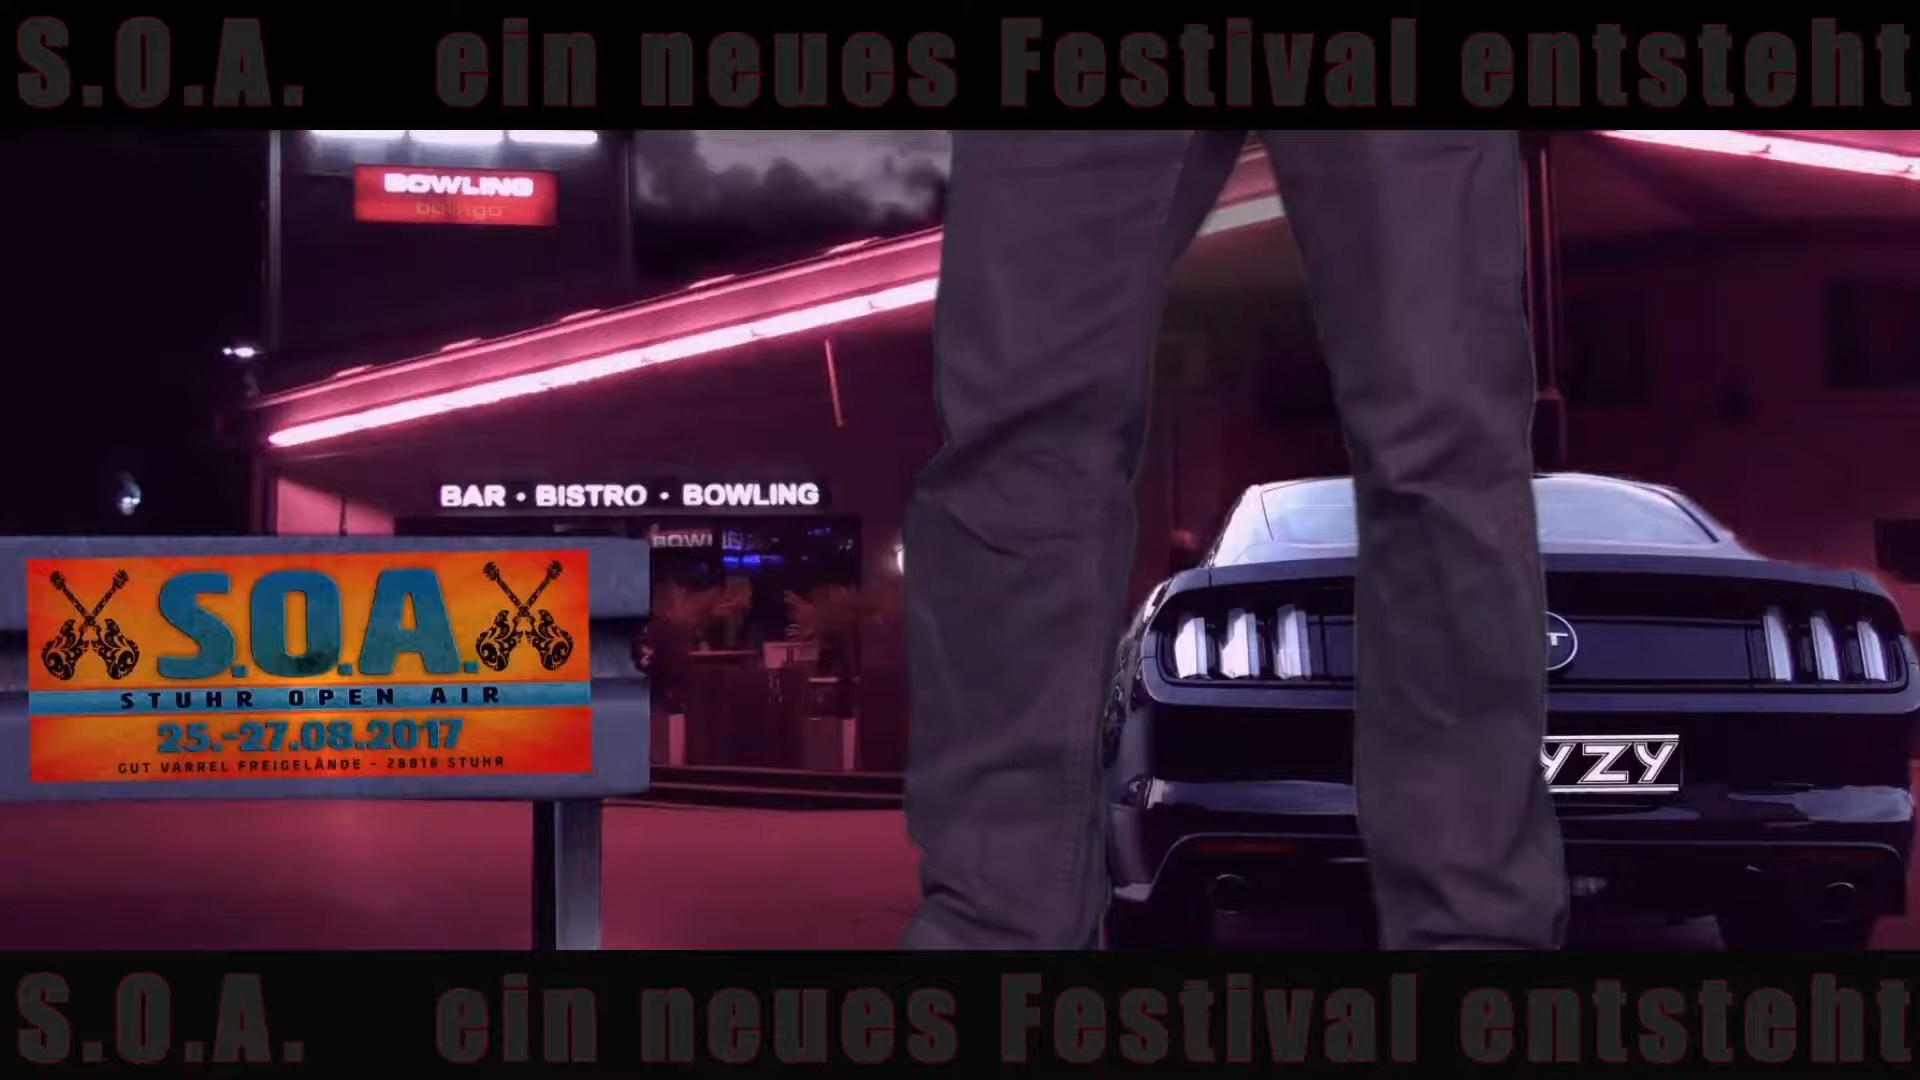 S.O.A. ein neues Festival entsteht
BOWLING
BAR • BISTRO • BOWLING
S.O.A.
STUHR OPEN AIR
25.-27.08.2017
GUT VARREL FREIGELÄNDE - 28816 STUHR
YZY
S.O.A. ein neues Festival entsteht